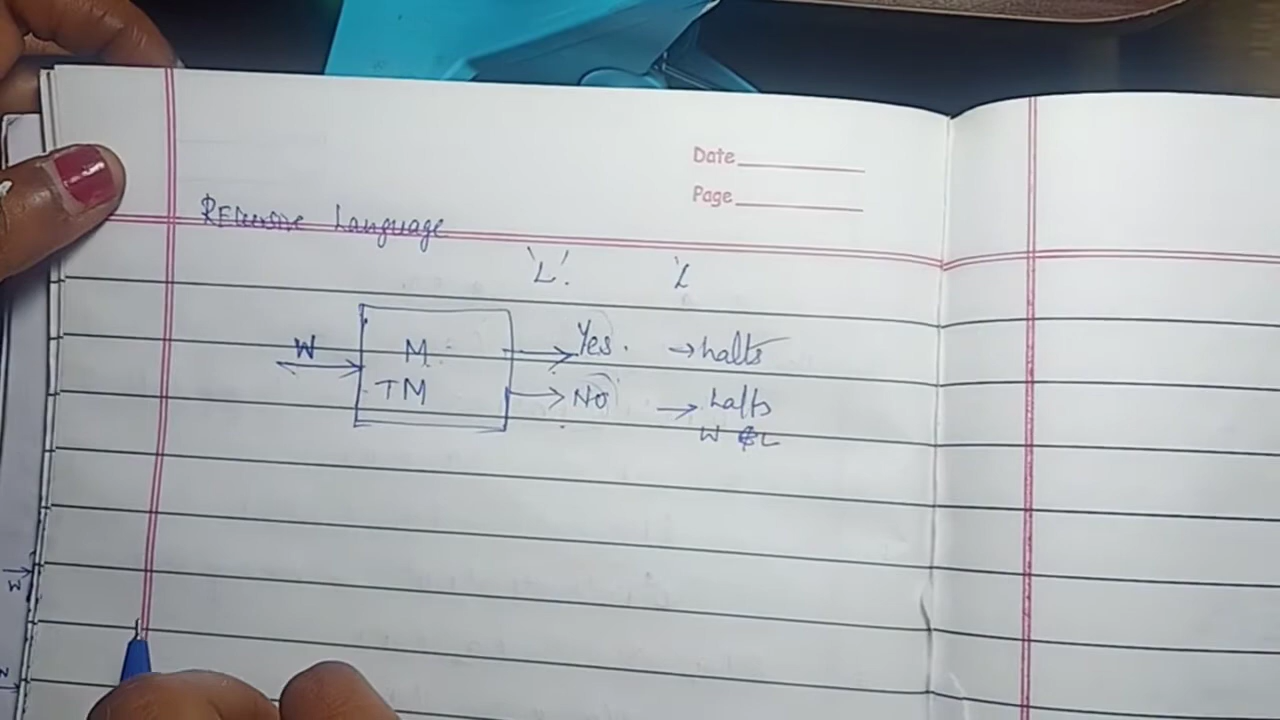 Date
Page
REcursive Language
'L'. 'L
W M Yes. → halts
TM → No → halts
W ∉ L